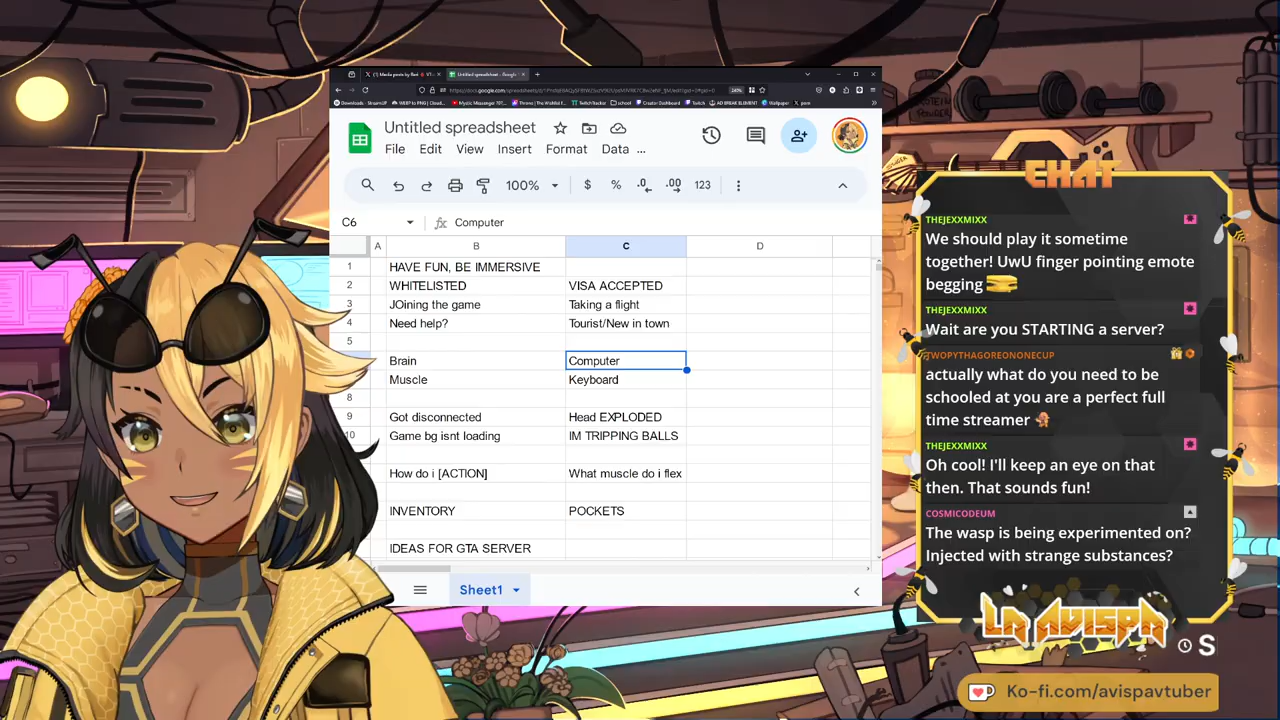 Untitled spreadsheet - Google
Untitled spreadsheet
File Edit View Insert Format Data ...
100% $ % .0 .00 123
C6 Computer
A B C D
1 HAVE FUN, BE IMMERSIVE
2 WHITELISTED VISA ACCEPTED
3 JOining the game Taking a flight
4 Need help? Tourist/New in town
5
Brain Computer
Muscle Keyboard
8
9 Got disconnected Head EXPLODED
10 Game bg isnt loading IM TRIPPING BALLS
How do i [ACTION] What muscle do i flex
INVENTORY POCKETS
IDEAS FOR GTA SERVER
Sheet1
CHAT
THEJEXXMIXX
We should play it sometime
together! UwU finger pointing emote
begging
THEJEXXMIXX
Wait are you STARTING a server?
TWOPYTHAGOREONONECUP
actually what do you need to be
schooled at you are a perfect full
time streamer
THEJEXXMIXX
Oh cool! I'll keep an eye on that
then. That sounds fun!
COSMICODEUM
The wasp is being experimented on?
Injected with strange substances?
LA AVISPA
S
Ko-fi.com/avispavtuber